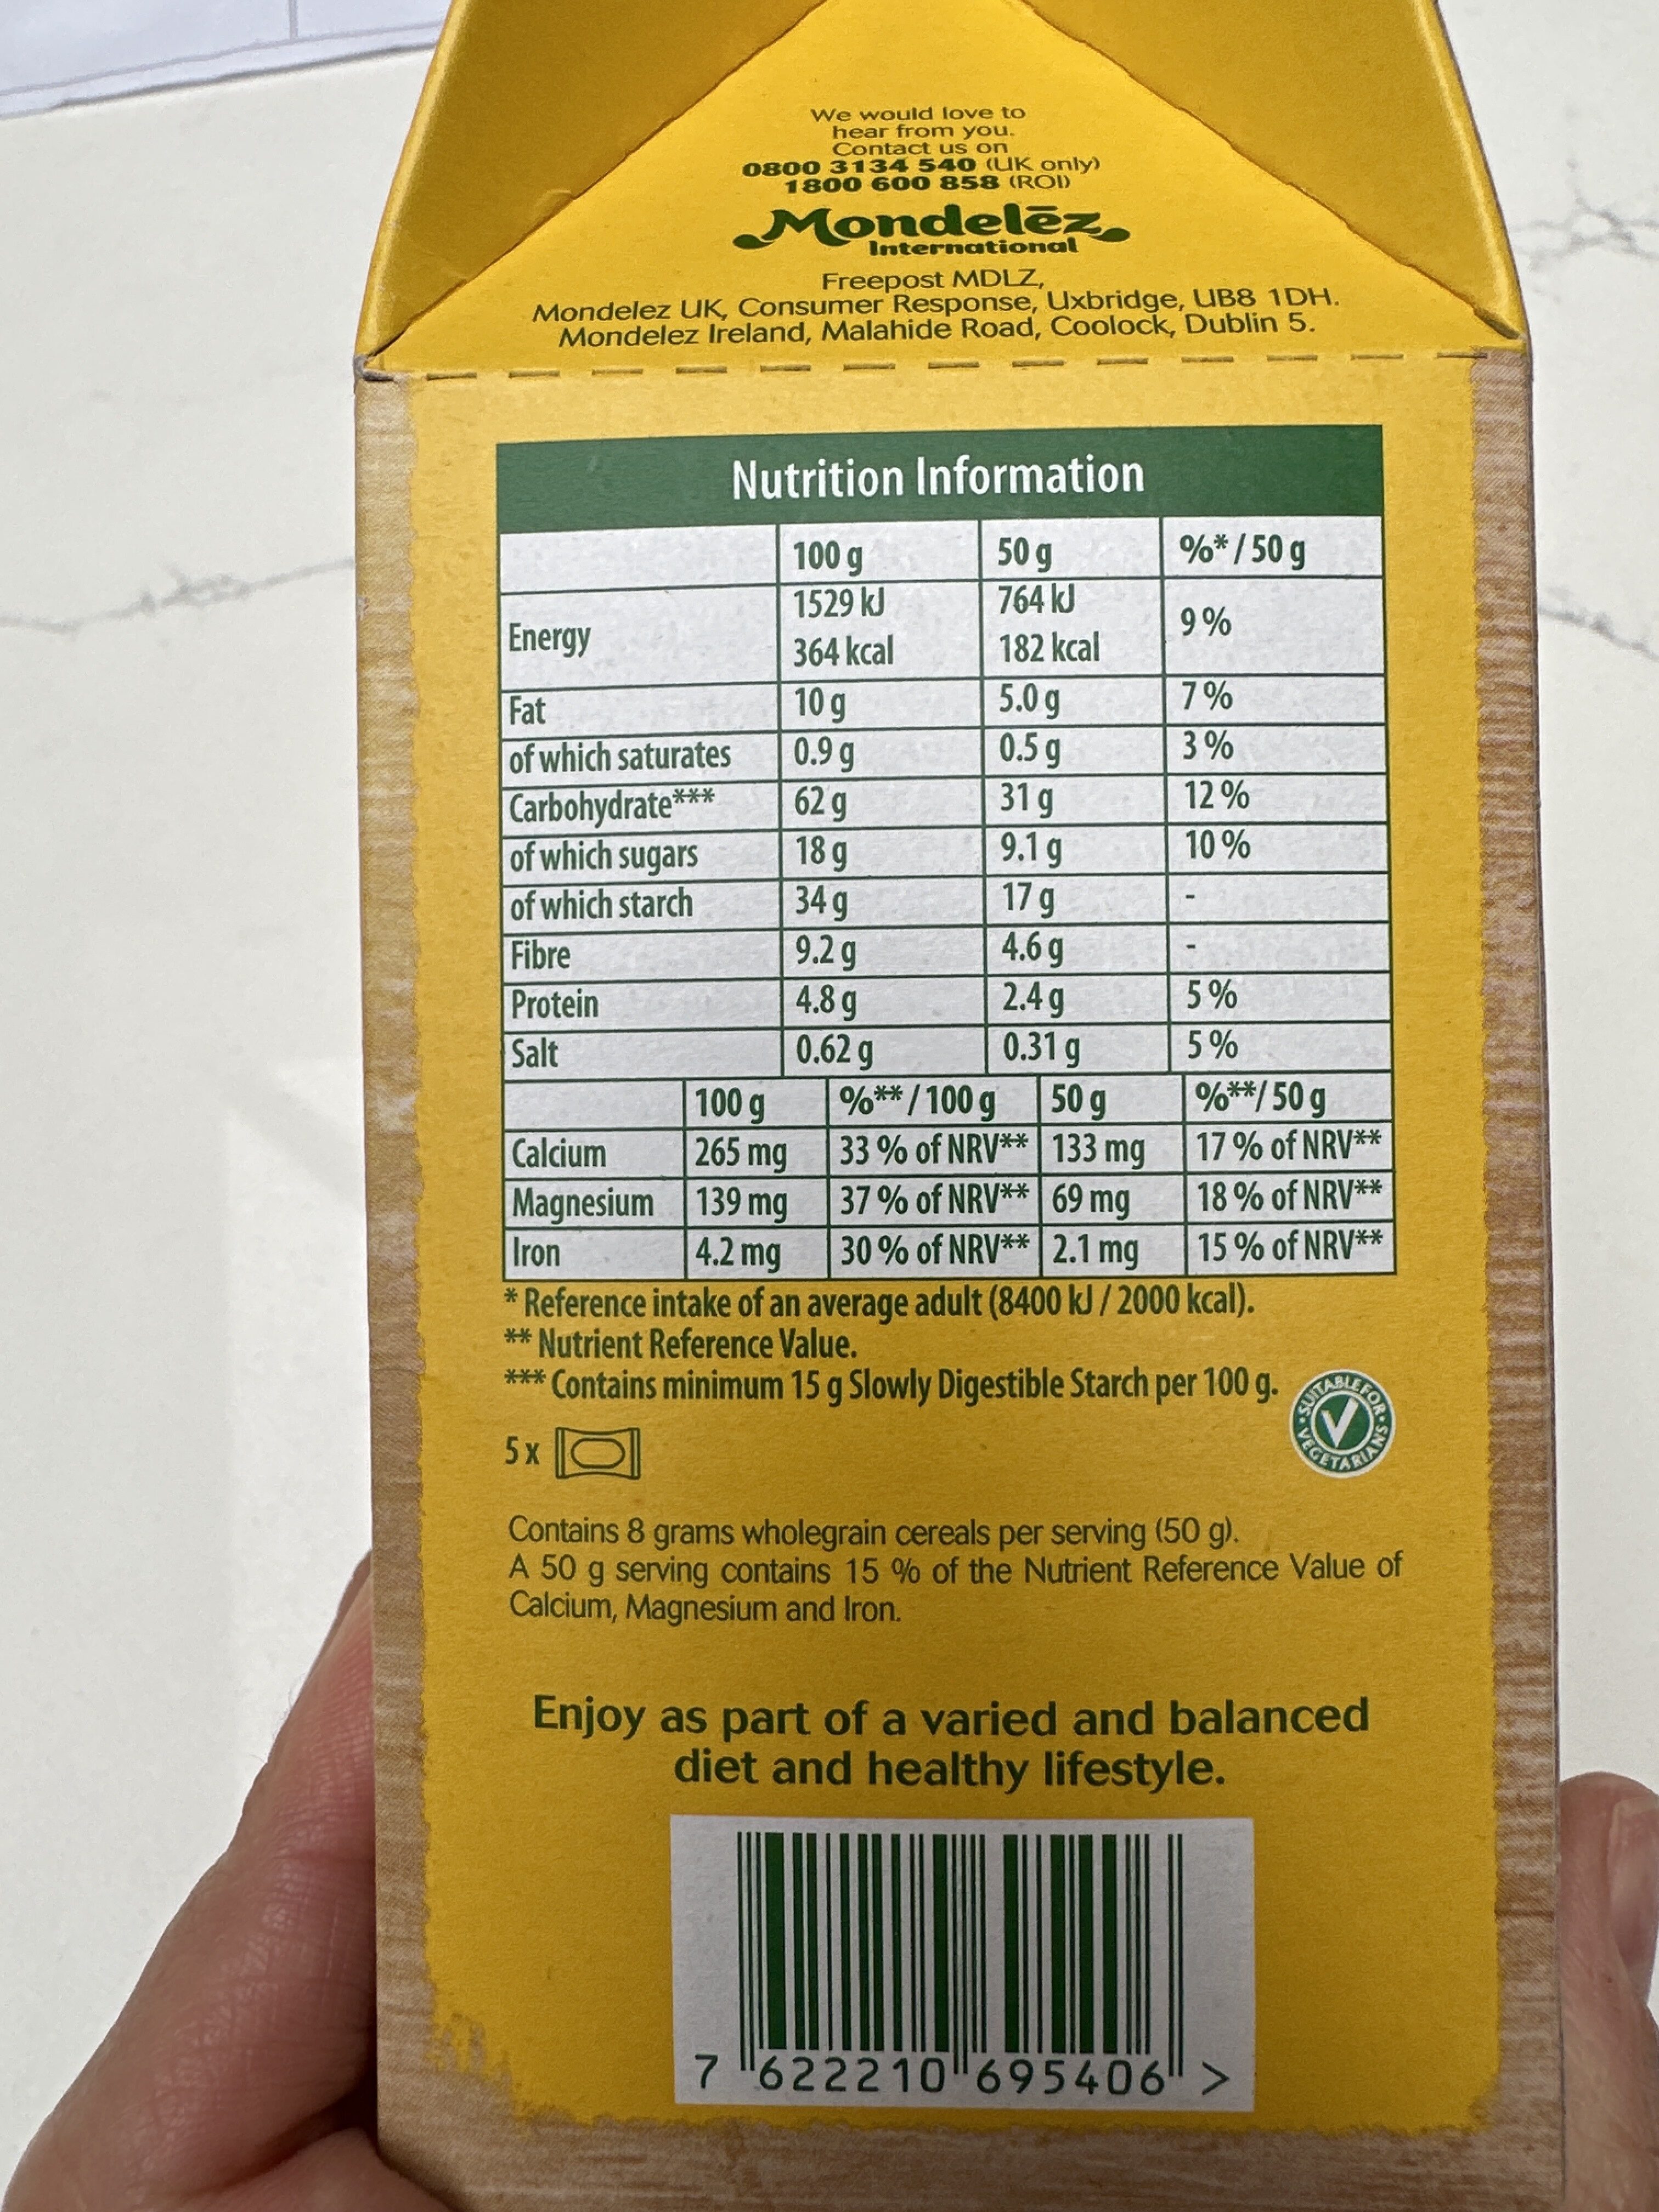 We would love to
hear from you.
Contact us on
0800 3134 540 (UK only)
1800 600 858 (ROI)
Mondelēz
International
Freepost MDLZ,
Mondelez UK, Consumer Response, Uxbridge, UB8 1DH.
Mondelez Ireland, Malahide Road, Coolock, Dublin 5.
Nutrition Information
100 g 50 g %*/50 g
Energy 1529 kJ 364 kcal 764 kJ 182 kcal 9 %
Fat 10 g 5.0 g 7 %
of which saturates 0.9 g 0.5 g 3 %
Carbohydrate*** 62 g 31 g 12 %
of which sugars 18 g 9.1 g 10 %
of which starch 34 g 17 g -
Fibre 9.2 g 4.6 g -
Protein 4.8 g 2.4 g 5 %
Salt 0.62 g 0.31 g 5 %
100 g %**/100 g 50 g %**/50 g
Calcium 265 mg 33 % of NRV** 133 mg 17 % of NRV**
Magnesium 139 mg 37 % of NRV** 69 mg 18 % of NRV**
Iron 4.2 mg 30 % of NRV** 2.1 mg 15 % of NRV**
* Reference intake of an average adult (8400 kJ / 2000 kcal).
** Nutrient Reference Value.
*** Contains minimum 15 g Slowly Digestible Starch per 100 g.
SUITABLE FOR VEGETARIANS
5 x
Contains 8 grams wholegrain cereals per serving (50 g).
A 50 g serving contains 15 % of the Nutrient Reference Value of
Calcium, Magnesium and Iron.
Enjoy as part of a varied and balanced
diet and healthy lifestyle.
7 622210 695406 >